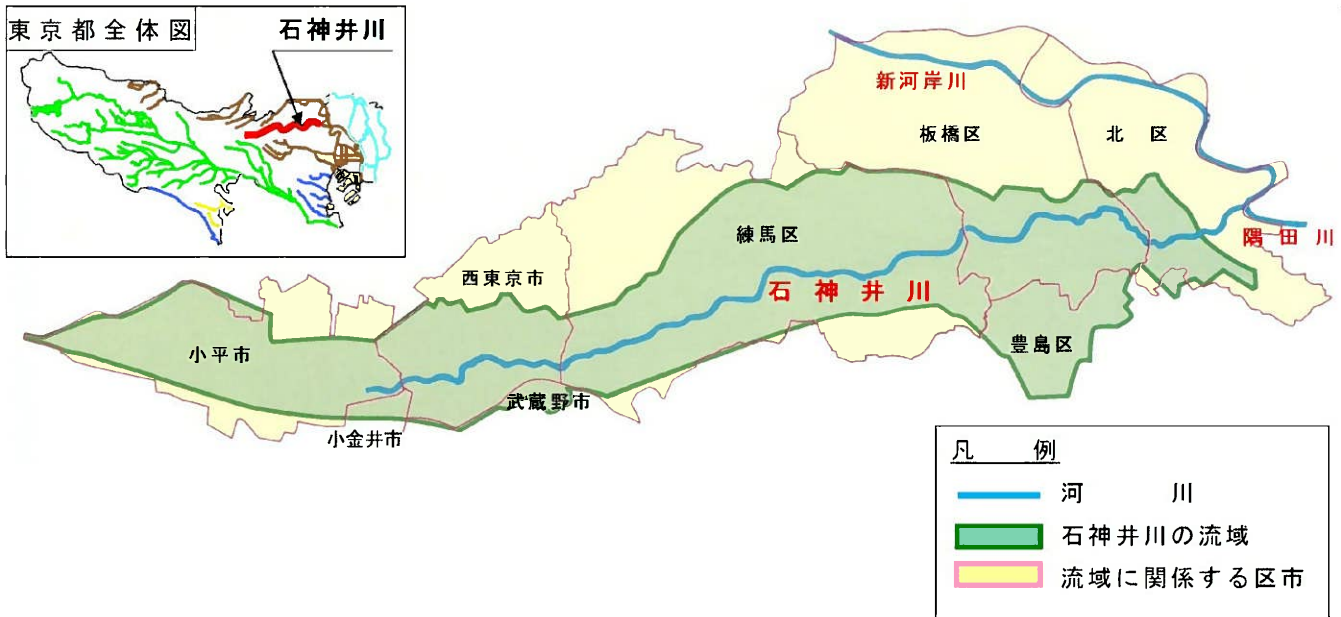 東京都全体図
石神井川
新河岸川
板橋区
北区
練馬区
隅田川
西東京市
石神井川
小平市
豊島区
武蔵野市
小金井市
凡例
河川
石神井川の流域
流域に関係する区市